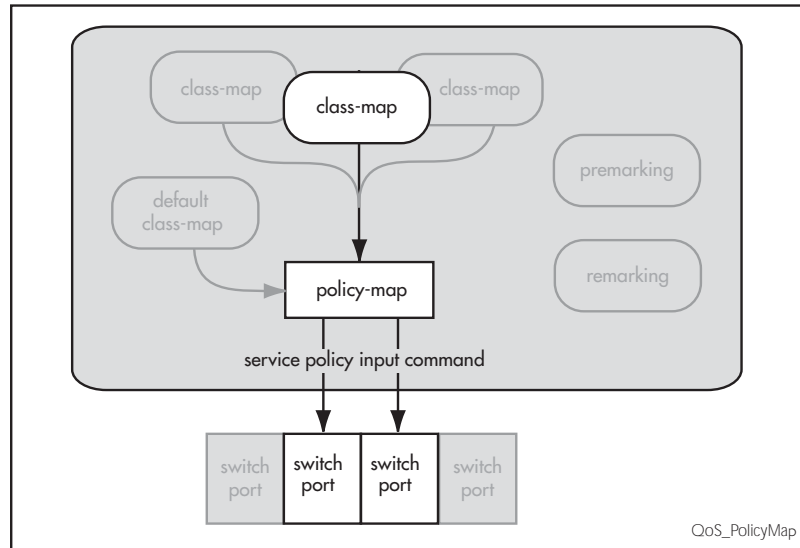 class-map
class-map
class-map
premarking
default
class-map
remarking
policy-map
service policy input command
switch
port
switch
port
switch
port
switch
port
QoS_PolicyMap